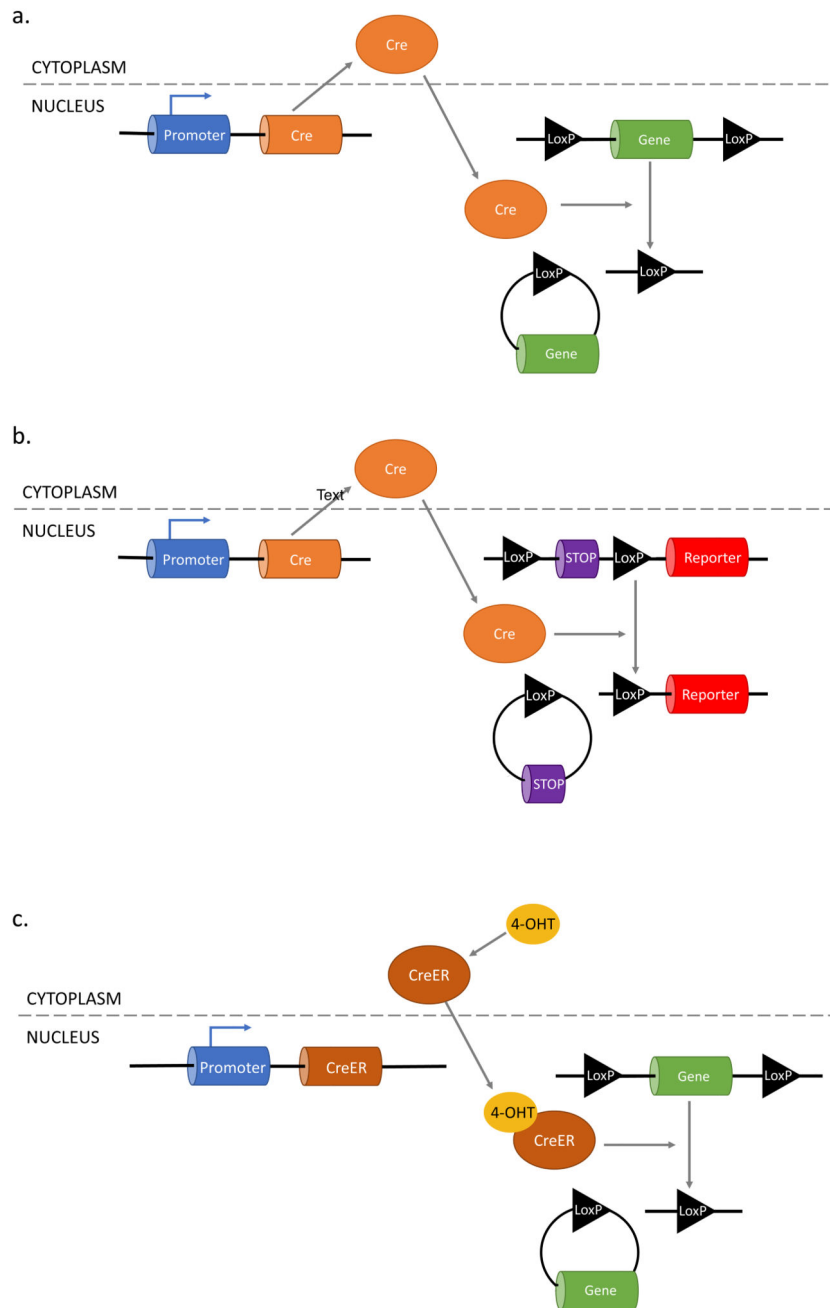 a.
Cre
CYTOPLASM
NUCLEUS
Promoter Cre LoxP Gene LoxP
Cre
LoxP LoxP
Gene
b.
Cre
CYTOPLASM
Text
NUCLEUS
Promoter Cre LoxP STOP LoxP Reporter
Cre
LoxP LoxP Reporter
STOP
c.
4-OHT
CreER
CYTOPLASM
NUCLEUS
Promoter CreER LoxP Gene LoxP
4-OHT
CreER
LoxP LoxP
Gene